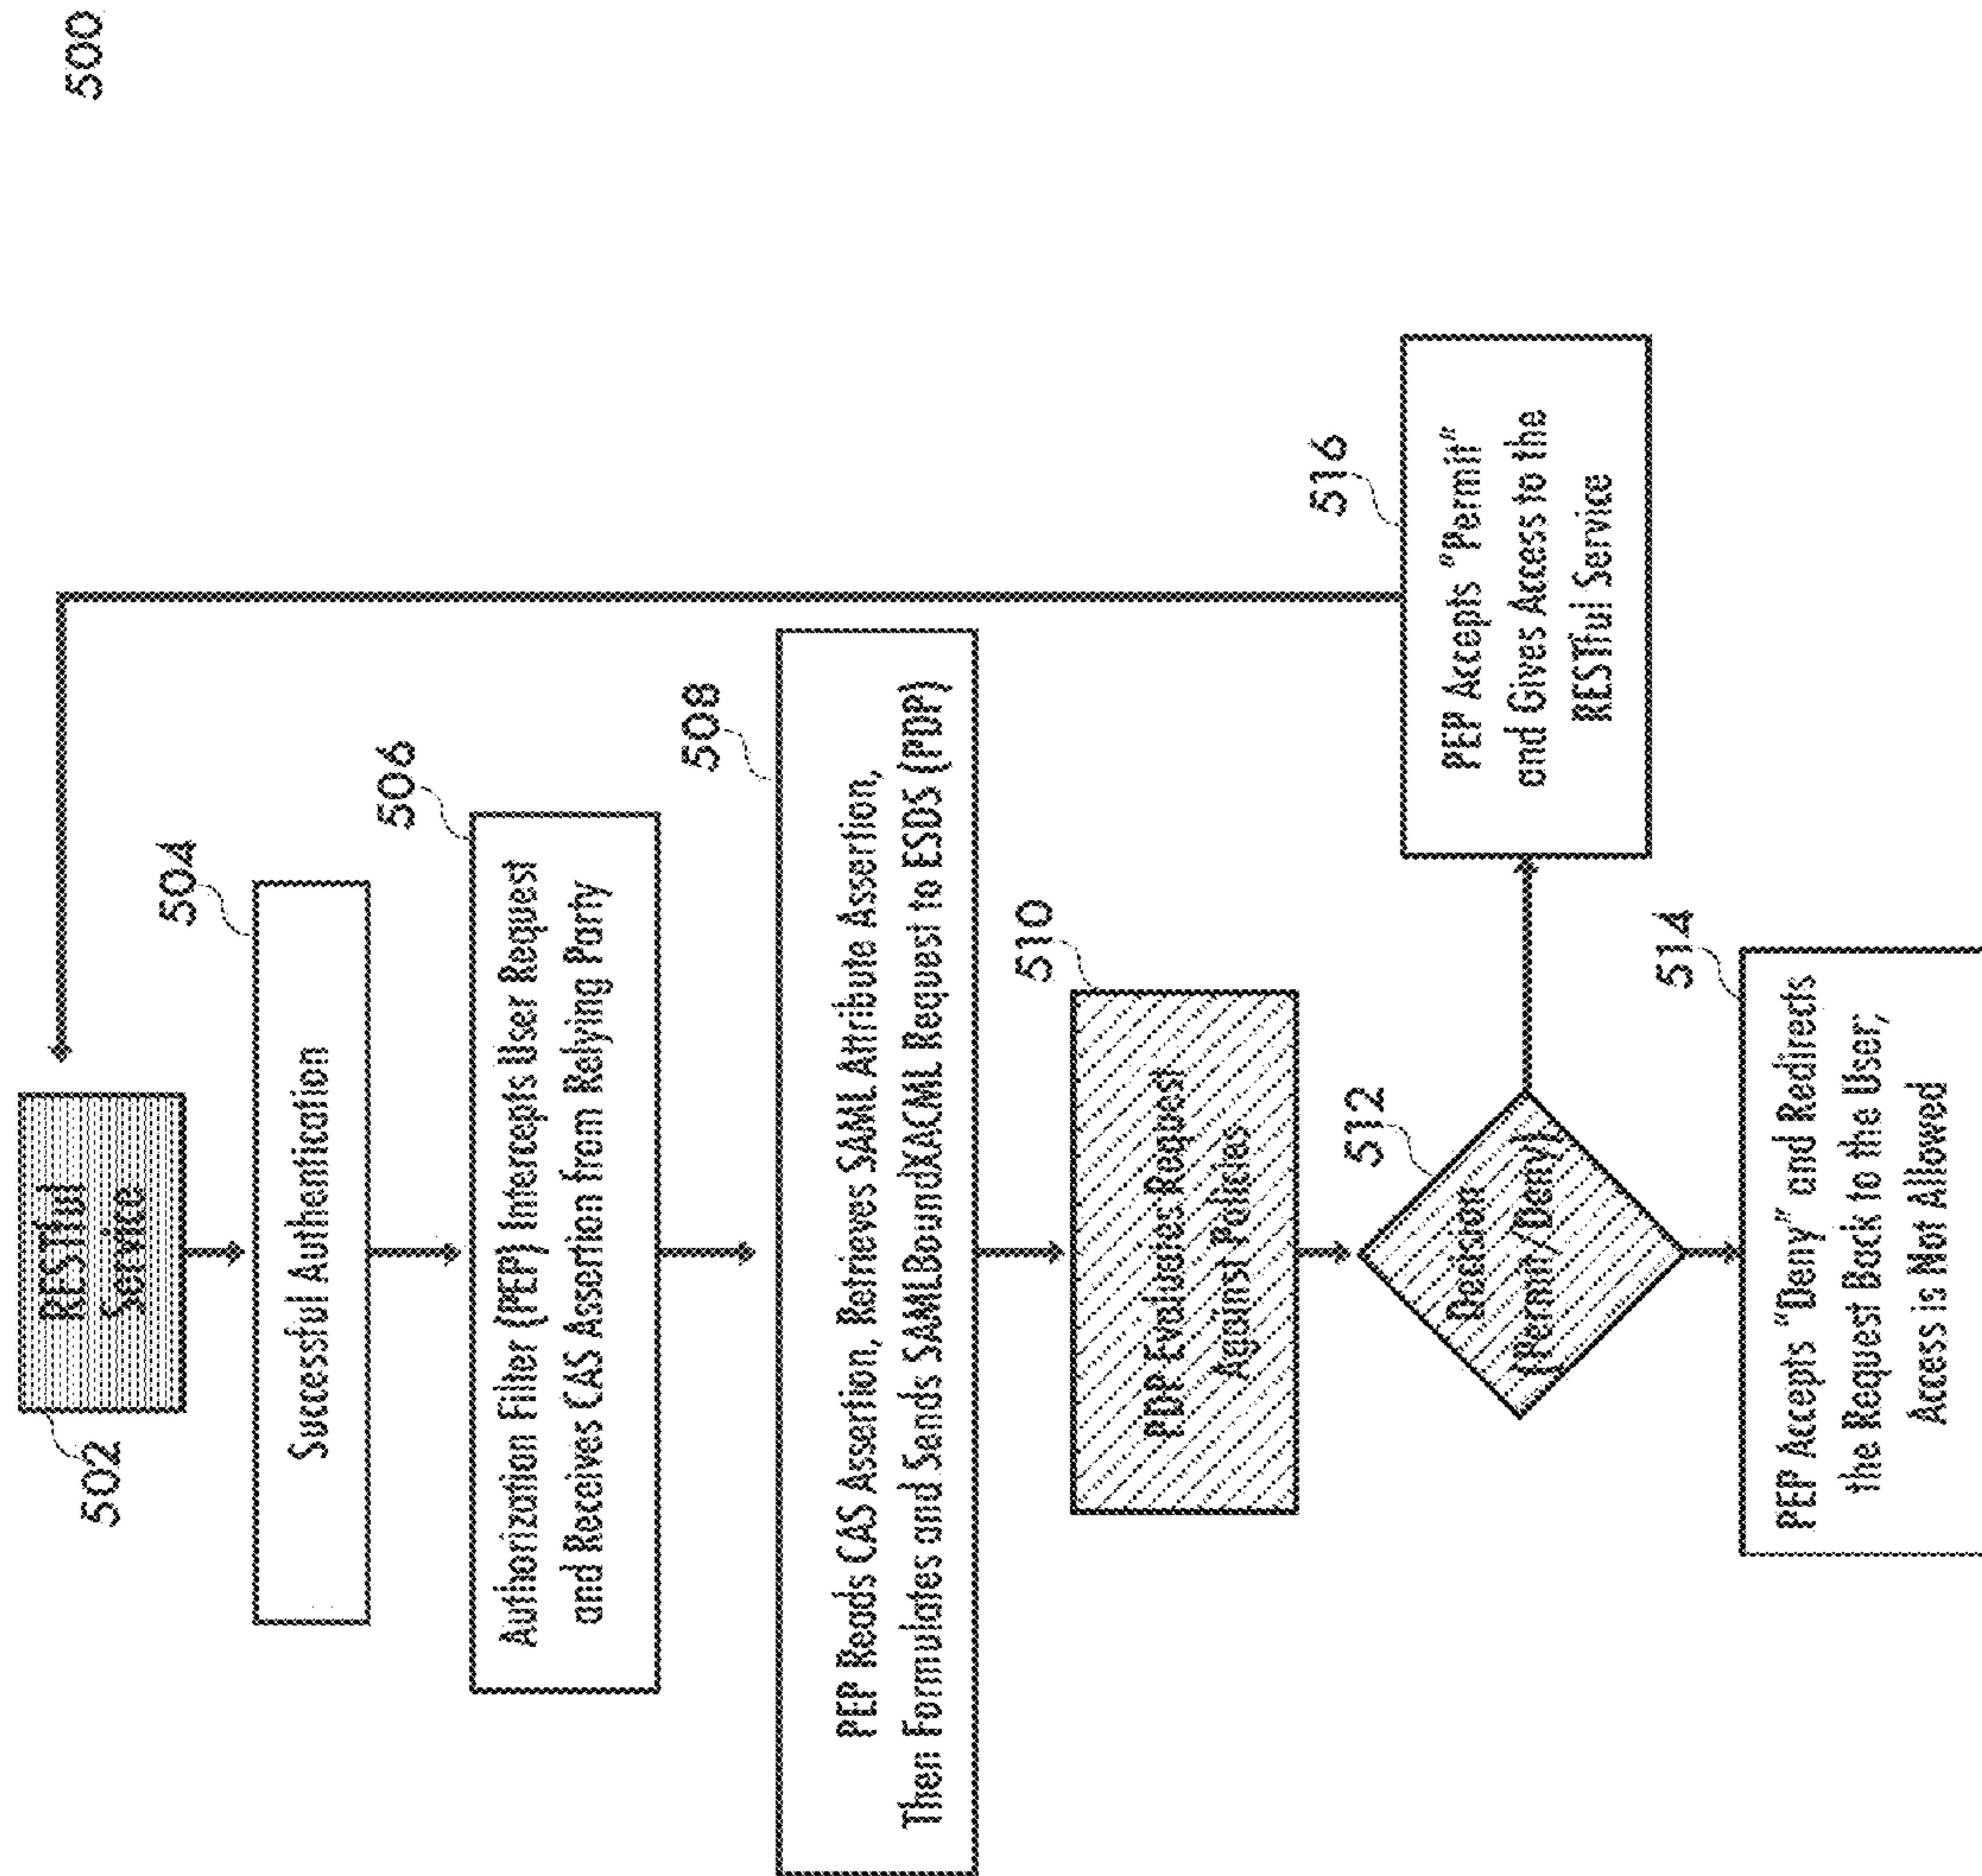 500
502
RESTful
Service
504
Successful Authentication
506
Authorization Filter (PEP) Intercepts User Request
and Receives CAS Assertion from Relying Party
508
PEP Reads CAS Assertion, Retrieves SAML Attribute Assertion,
Then Formulates and Sends SAMLBoundXACML Request to ESDS (PDP)
510
PDP Evaluates Request
Against Policies
512
Decision
(Permit/Deny)
516
PEP Accepts "Permit"
and Gives Access to the
RESTful Service
514
PEP Accepts "Deny" and Redirects
the Request Back to the User,
Access is Not Allowed